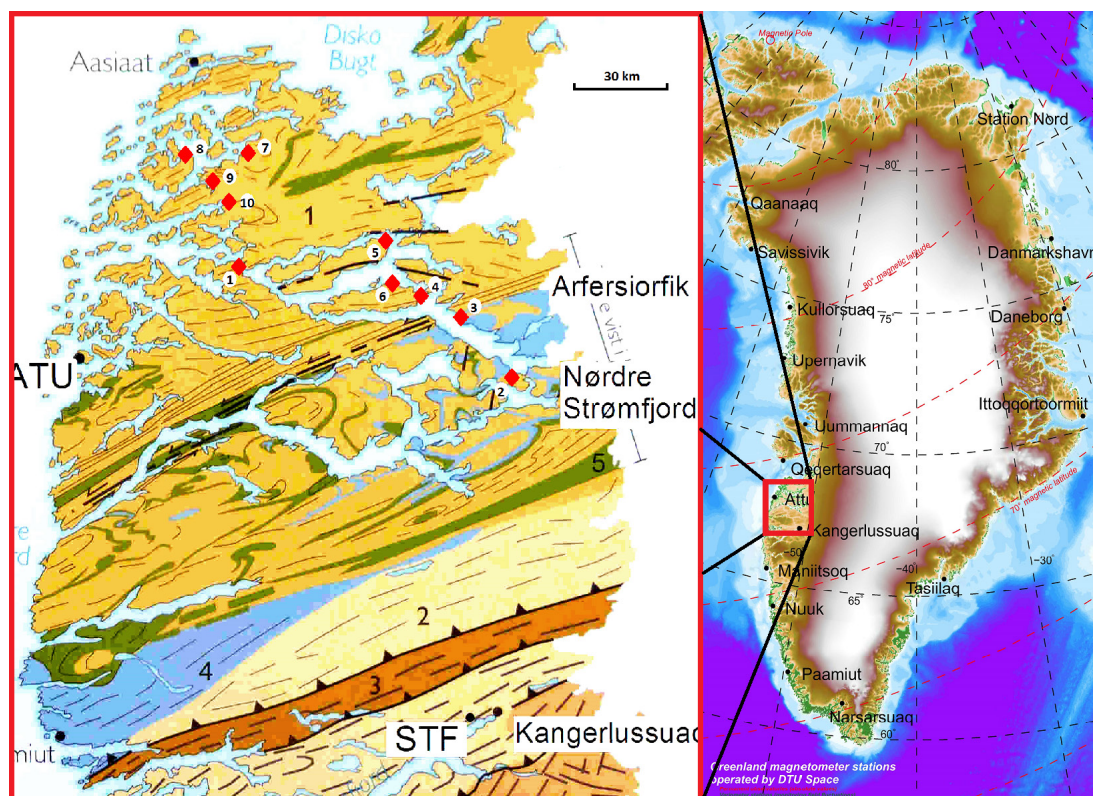 Disko
Bugt
Aasiaat
30 km
8
7
9
10
1
5
1
6
4
3
Arfersiorfik
e vist i
ATU
2
Nørdre
Strømfjord
5
2
4
3
STF
Kangerlussuaq
miut
Magnetic Pole
Station Nord
80°
Qaanaaq
Savissivik
Danmarkshavn
80° magnetic latitude
Kullorsuaq
75°
Daneborg
Upernavik
Ittoqqortoormiit
Uummannaq
70°
Qeqertarsuaq
70° magnetic latitude
Attu
Kangerlussuaq
−50°
−40°
−30°
Maniitsoq
Tasiilaq
Nuuk
65°
Paamiut
Narsarsuaq
60°
Greenland magnetometer stations
operated by DTU Space